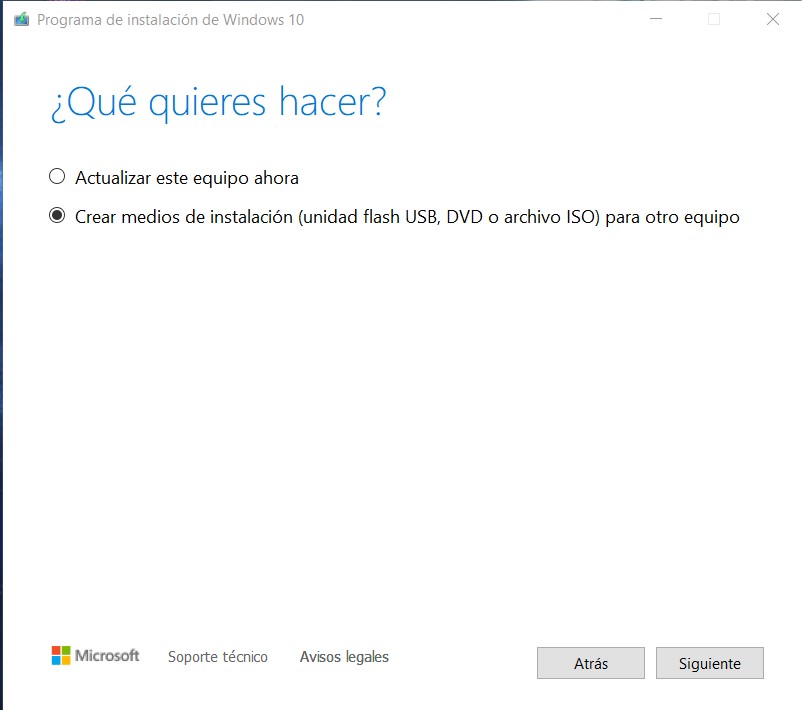 Programa de instalación de Windows 10
¿Qué quieres hacer?
Actualizar este equipo ahora
Crear medios de instalación (unidad flash USB, DVD o archivo ISO) para otro equipo
Microsoft Soporte técnico Avisos legales Atrás Siguiente